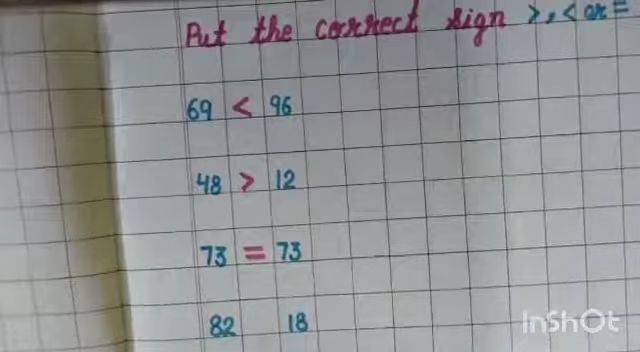 Put the correct sign >, < or =
69 < 96
48 > 12
73 = 73
82 18
InShOt